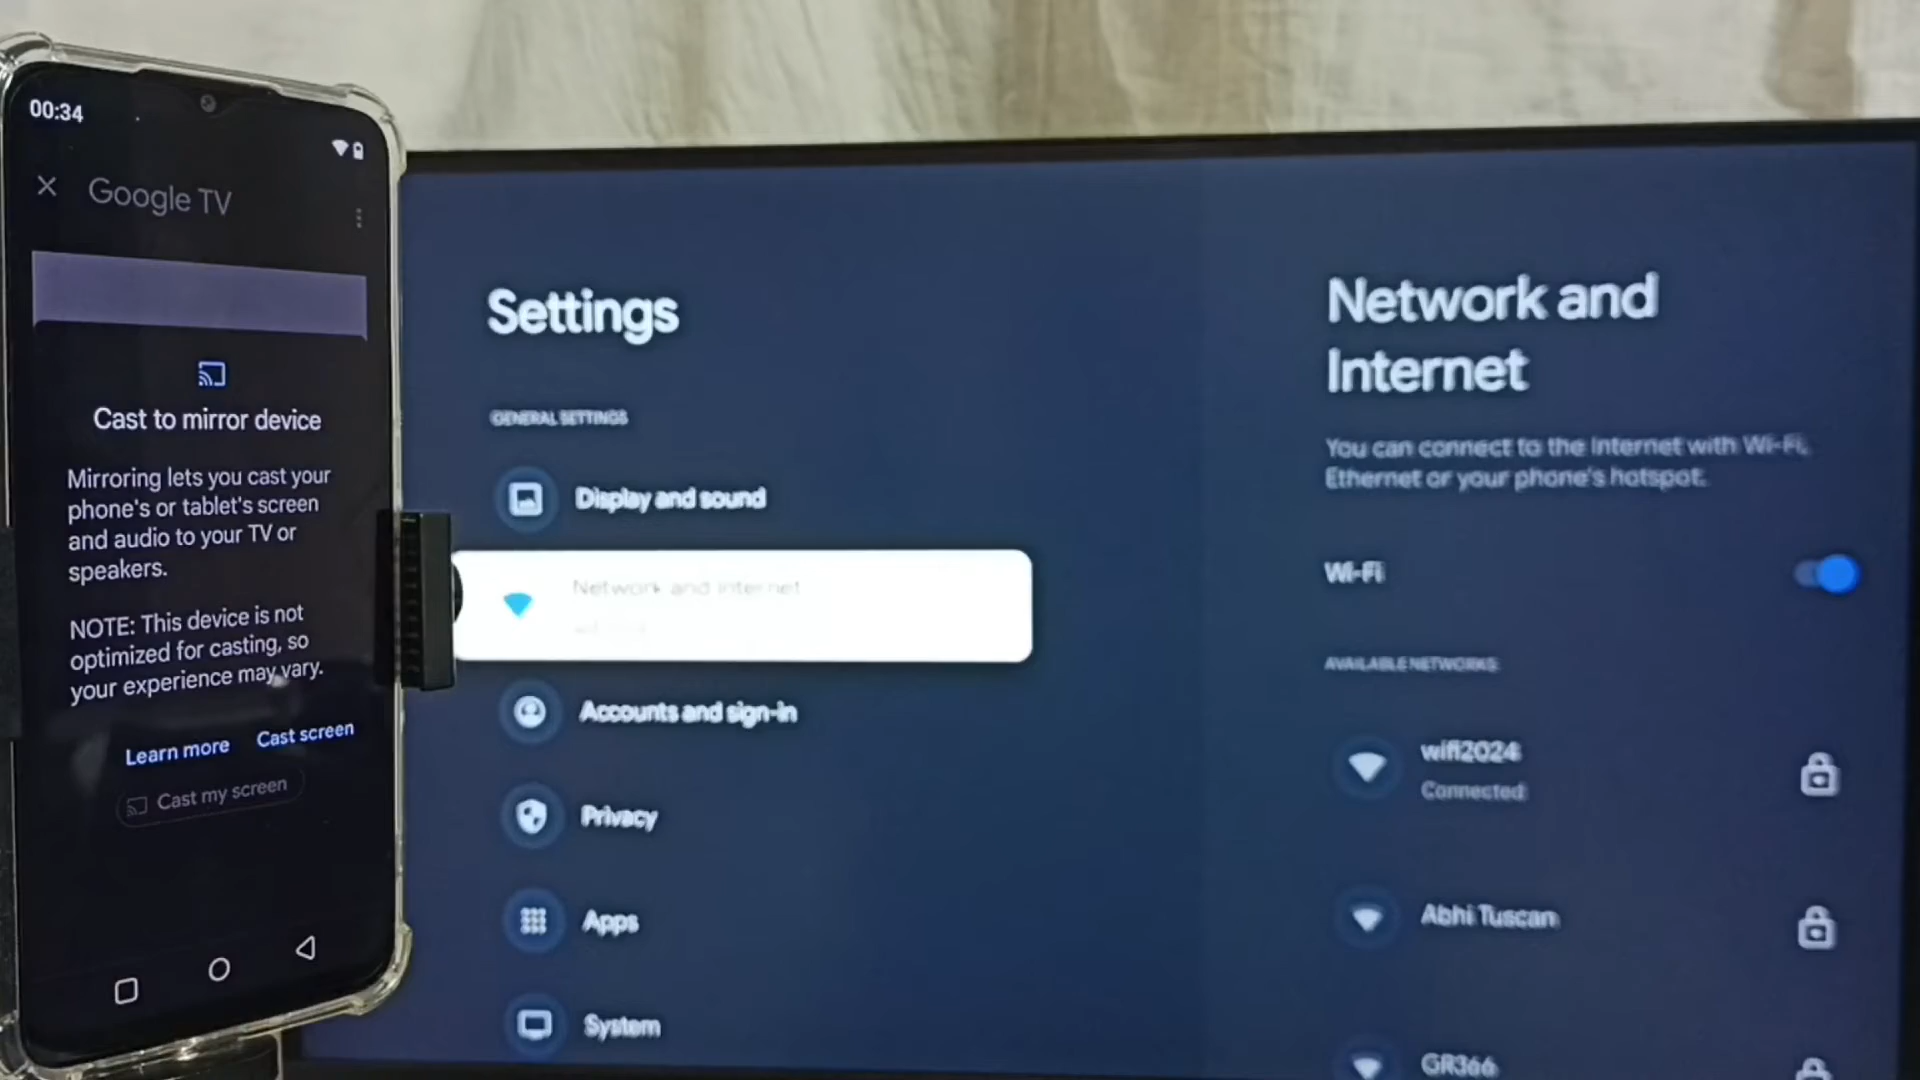 00:34
Google TV
Cast to mirror device
Mirroring lets you cast your
phone's or tablet's screen
and audio to your TV or
speakers.
NOTE: This device is not
optimized for casting, so
your experience may vary.
Learn more Cast screen
Cast my screen
Settings
GENERAL SETTINGS
Display and sound
Network and Internet
Accounts and sign-in
Privacy
Apps
System
Network and
Internet
You can connect to the Internet with Wi-Fi,
Ethernet or your phone's hotspot.
Wi-Fi
AVAILABLE NETWORKS
wifi2024
Connected
Abhi Tuscan
GR366